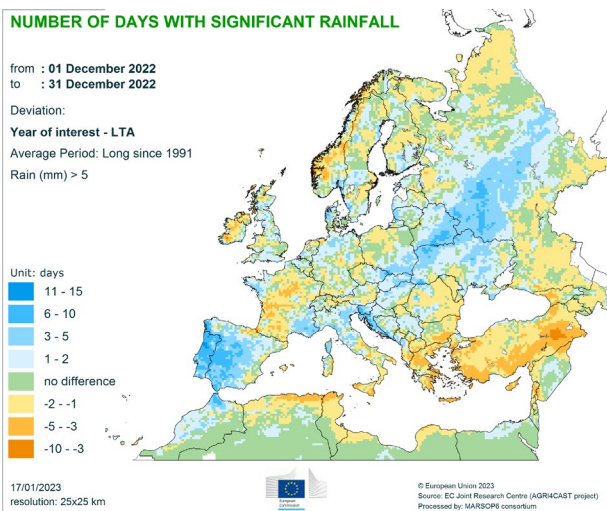 NUMBER OF DAYS WITH SIGNIFICANT RAINFALL
from : 01 December 2022
to : 31 December 2022
Deviation:
Year of interest - LTA
Average Period: Long since 1991
Rain (mm) > 5
Unit: days
11 - 15
6 - 10
3 - 5
1 - 2
no difference
-2 - -1
-5 - -3
-10 - -3
17/01/2023
resolution: 25x25 km
European
Commission
© European Union 2023
Source: EC Joint Research Centre (AGRI4CAST project)
Processed by: MARSOP6 consortium